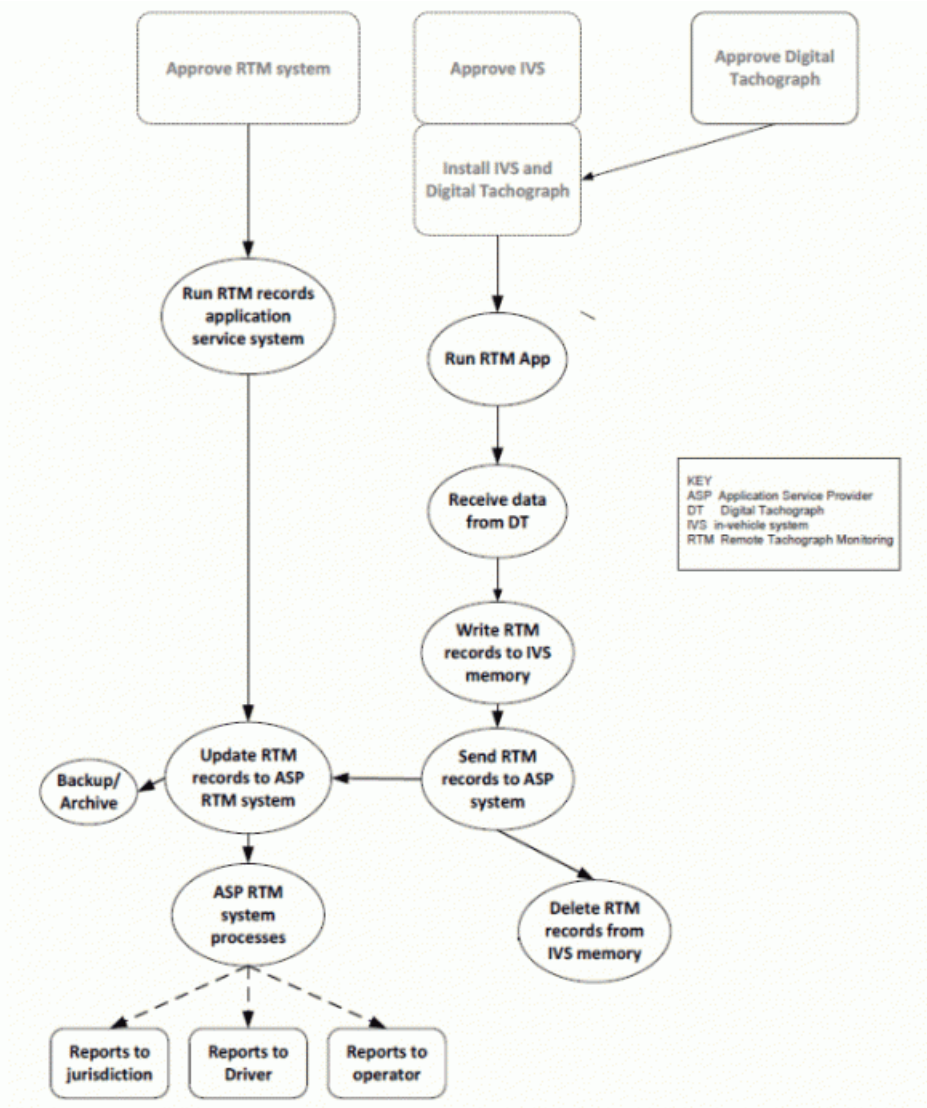 Approve RTM system
Approve IVS
Approve Digital
Tachograph
Install IVS and
Digital Tachograph
Run RTM records
application
service system
Run RTM App
Receive data
from DT
KEY
ASP Application Service Provider
DT Digital Tachograph
IVS in-vehicle system
RTM Remote Tachograph Monitoring
Write RTM
records to IVS
memory
Update RTM
records to ASP
RTM system
Send RTM
records to ASP
system
Backup/
Archive
ASP RTM
system
processes
Delete RTM
records from
IVS memory
Reports to
jurisdiction
Reports to
Driver
Reports to
operator